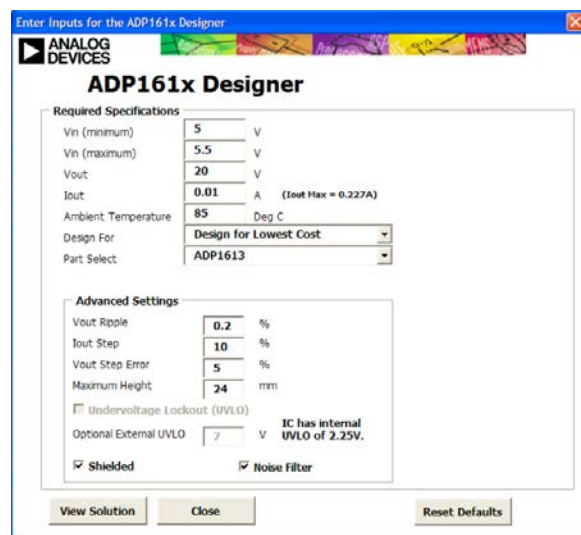 Enter Inputs for the ADP161x Designer
ANALOG
DEVICES
ADP161x Designer
Required Specifications
Vin (minimum) 5 V
Vin (maximum) 5.5 V
Vout 20 V
Iout 0.01 A (Iout Max = 0.227A)
Ambient Temperature 85 Deg C
Design For Design for Lowest Cost
Part Select ADP1613
Advanced Settings
Vout Ripple 0.2 %
Iout Step 10 %
Vout Step Error 5 %
Maximum Height 24 mm
Undervoltage Lockout (UVLO)
Optional External UVLO 7 V IC has internal
UVLO of 2.25V.
Shielded Noise Filter
View Solution Close Reset Defaults